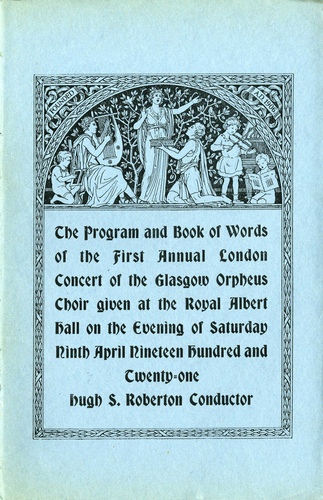 The Program and Book of Words
of the First Annual London
Concert of the Glasgow Orpheus
Choir given at the Royal Albert
Hall on the Evening of Saturday
Ninth April Nineteen Hundred and
Twenty-one
Hugh S. Roberton Conductor